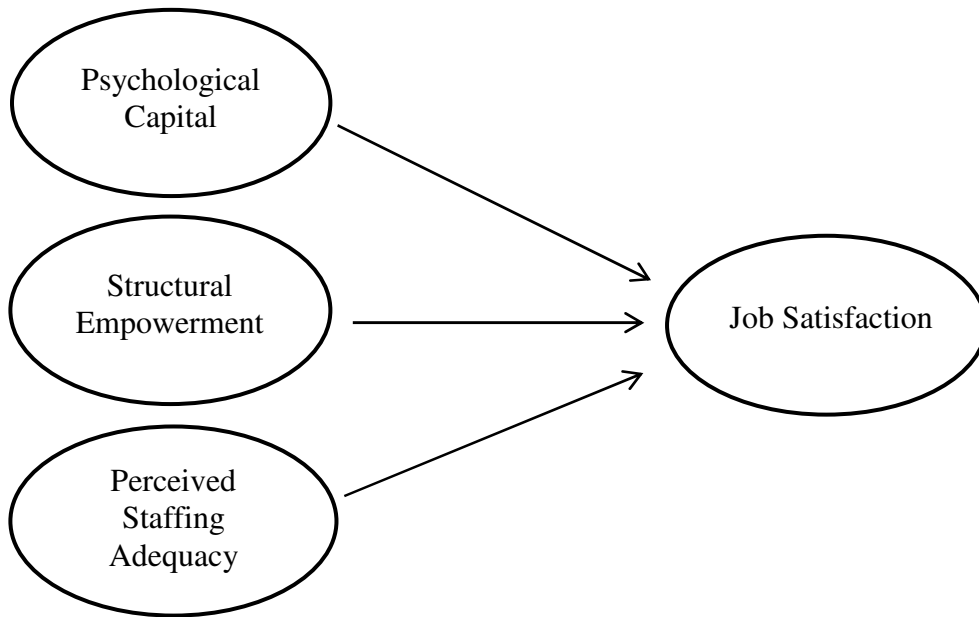 Psychological
Capital
Structural
Empowerment
Job Satisfaction
Perceived
Staffing
Adequacy